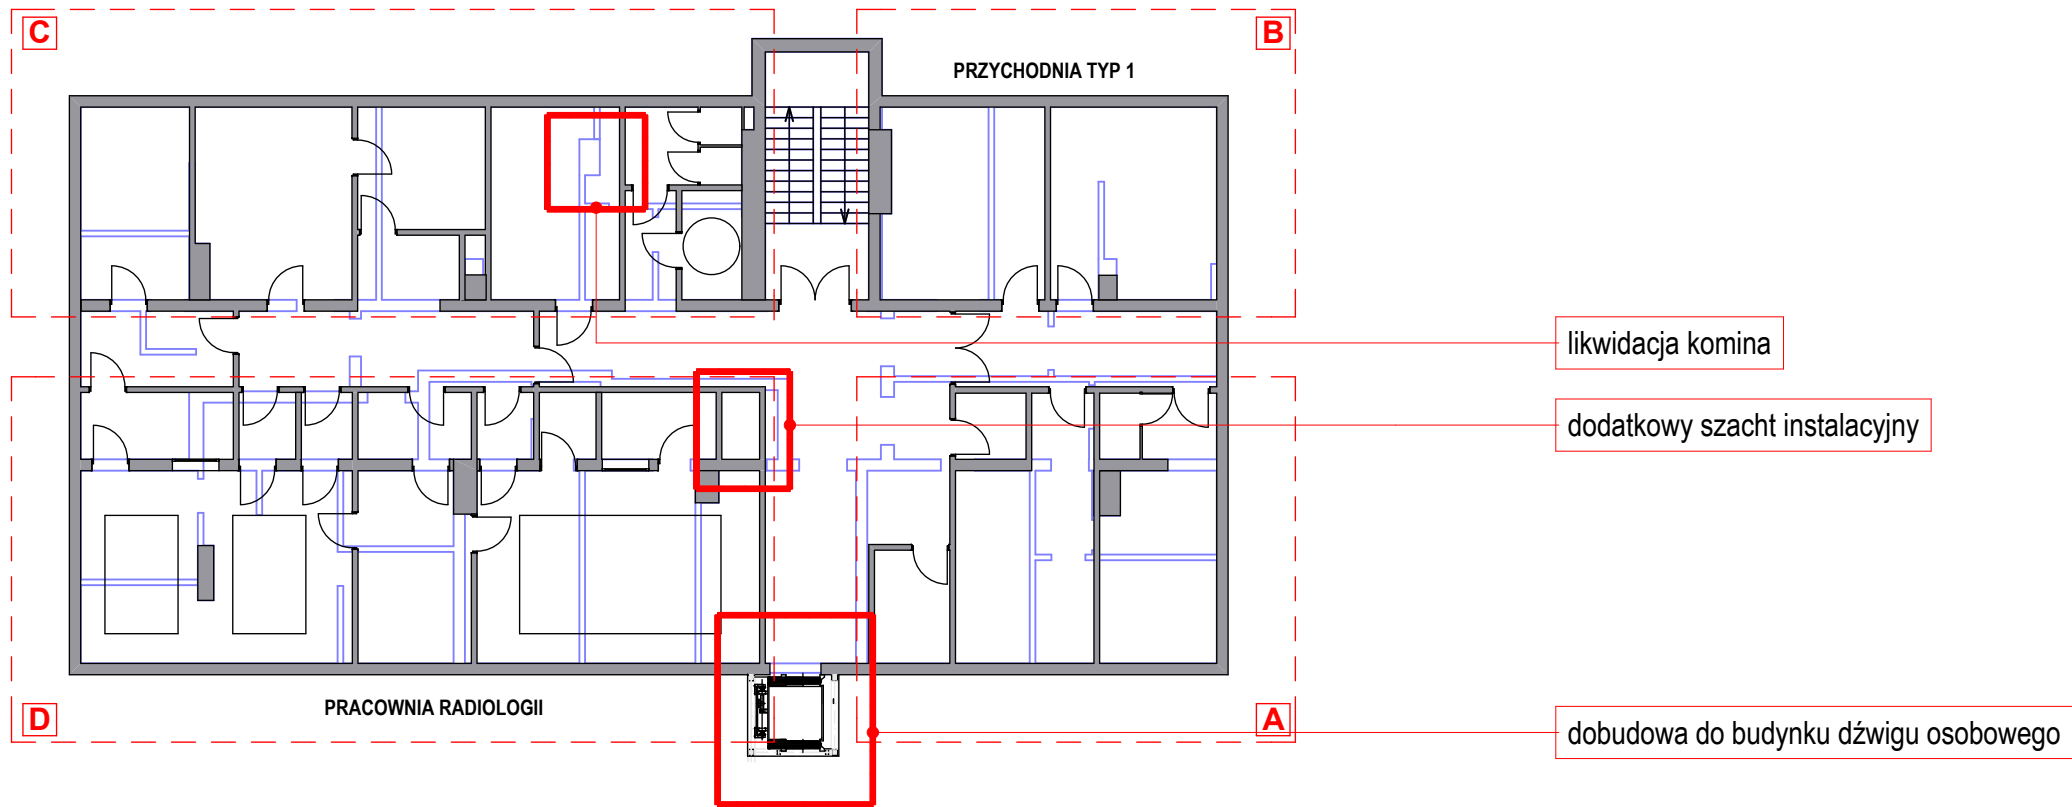 C
B
PRZYCHODNIA TYP 1
likwidacja komina
dodatkowy szacht instalacyjny
D
PRACOWNIA RADIOLOGII
A
dobudowa do budynku dźwigu osobowego